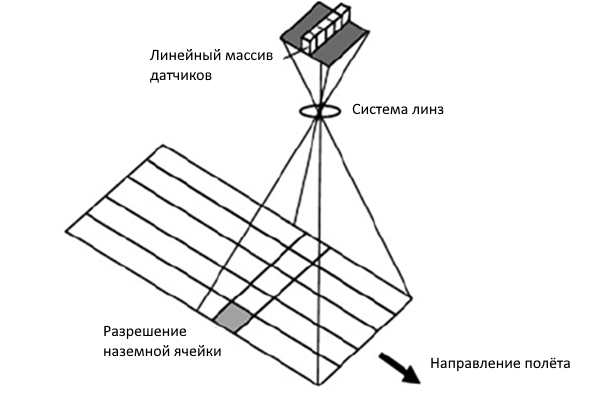 Линейный массив
датчиков
Система линз
Разрешение
наземной ячейки
Направление полёта